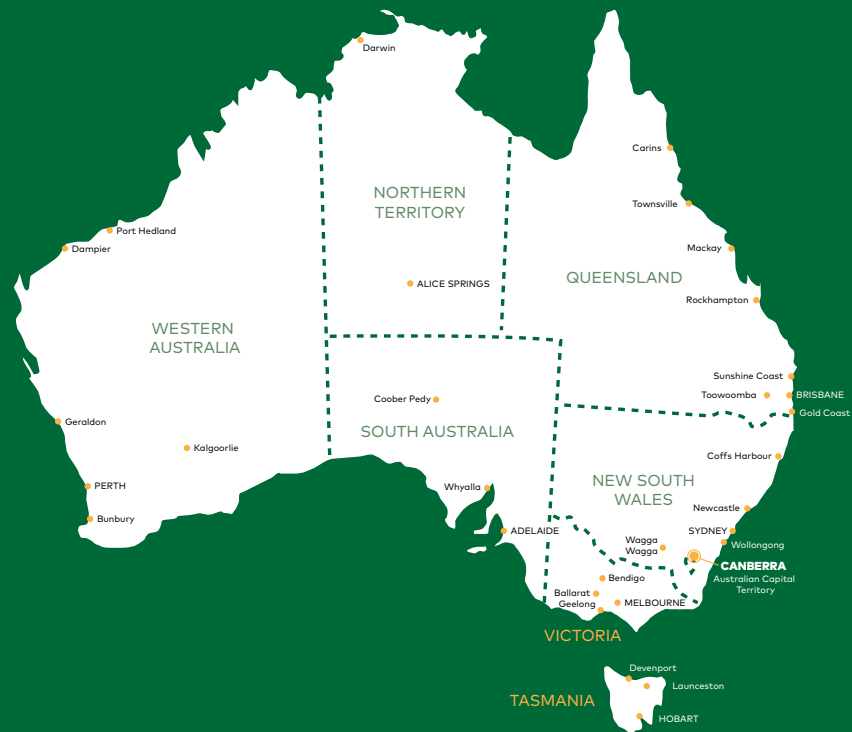 Darwin
Carins
NORTHERN
TERRITORY
Townsville
Port Hedland
Dampier
Mackay
QUEENSLAND
ALICE SPRINGS
Rockhampton
WESTERN
AUSTRALIA
Sunshine Coast
Toowoomba
BRISBANE
Coober Pedy
Gold Coast
Geraldon
SOUTH AUSTRALIA
Kalgoorlie
Coffs Harbour
NEW SOUTH
WALES
PERTH
Whyalla
Newcastle
Bunbury
ADELAIDE
SYDNEY
Wagga
Wagga
Wollongong
CANBERRA
Australian Capital
Territory
Bendigo
Ballarat
Geelong
MELBOURNE
VICTORIA
Devenport
Launceston
TASMANIA
HOBART